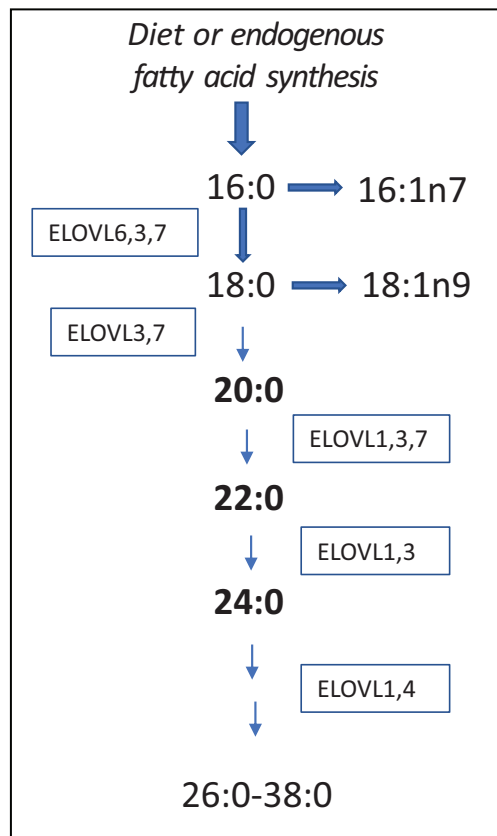 Diet or endogenous
fatty acid synthesis
16:0 16:1n7
ELOVL6,3,7
18:0 18:1n9
ELOVL3,7
20:0
ELOVL1,3,7
22:0
ELOVL1,3
24:0
ELOVL1,4
26:0-38:0